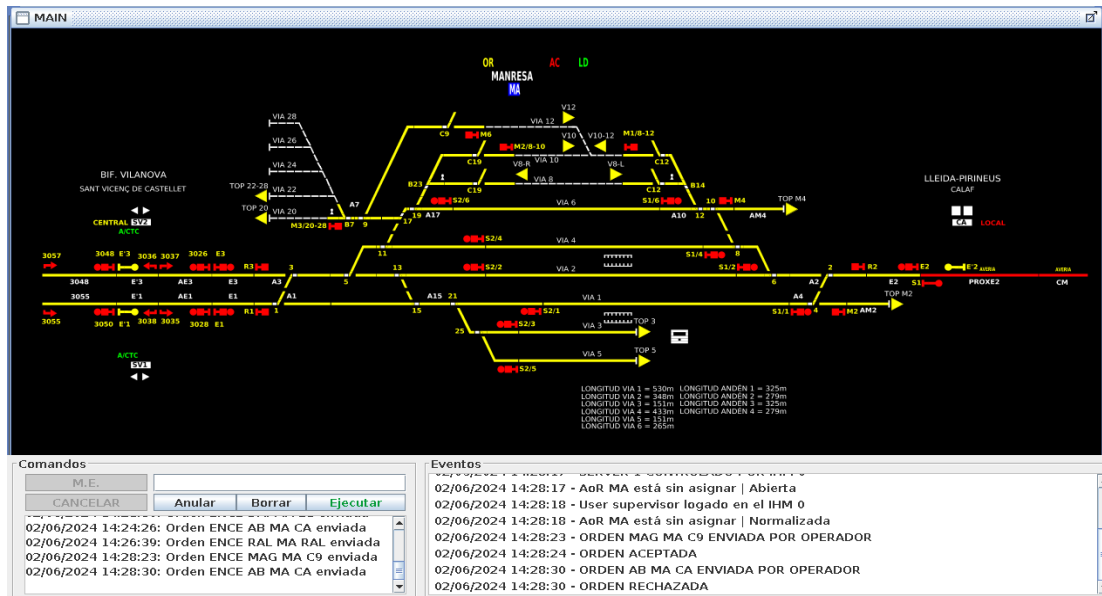 MAIN
OR AC LD
MANRESA
MA
V12
VIA 28
VIA 12
C9 M6 V10 V10-12 M1/8-12
VIA 26
M2/8-10
C19 VIA 10 C12
VIA 24 V8-R V8-L
BIF. VILANOVA
SANT VICENÇ DE CASTELLET
LLEIDA-PIRINEUS
CALAF
B23 VIA 8 B14
TOP 22-28 VIA 22 C19 C12
A7 S2/6 S1/6 10 M4 TOP M4
TOP 20 VIA 20 VIA 6
M3/20-28 B7 9 17 19 A17 A10 12 AM4
CENTRAL SV2
A/CTC
CA LOCAL
S2/4
VIA 4
3057 3048 E'3 3036 3037 3026 E3 11 S1/4 8
R3 3 13 S2/2 S1/2 2 R2 E2 E'2 AVERIA AVERIA
3048 E'3 AE3 E3 A3 5 VIA 2 6 A2 E2 S1 PROXE2 CM
3055 E'1 AE1 E1 A1 A15 21 VIA 1 A4 TOP M2
3055 3050 E'1 3038 3035 3028 E1 R1 1 15 S2/1 S1/1 4 M2 AM2
S2/3 TOP 3
25 VIA 3
A/CTC
SV1
VIA 5 TOP 5
S2/5
LONGITUD VIA 1 = 530m LONGITUD ANDÉN 1 = 325m
LONGITUD VIA 2 = 348m LONGITUD ANDÉN 2 = 279m
LONGITUD VIA 3 = 151m LONGITUD ANDÉN 3 = 325m
LONGITUD VIA 4 = 433m LONGITUD ANDÉN 4 = 279m
LONGITUD VIA 5 = 151m
LONGITUD VIA 6 = 265m
Comandos
M.E.
CANCELAR Anular Borrar Ejecutar
02/06/2024 14:24:26: Orden ENCE AB MA CA enviada
02/06/2024 14:26:39: Orden ENCE RAL MA RAL enviada
02/06/2024 14:28:23: Orden ENCE MAG MA C9 enviada
02/06/2024 14:28:30: Orden ENCE AB MA CA enviada
Eventos
02/06/2024 14:28:17 - AoR MA está sin asignar | Abierta
02/06/2024 14:28:18 - User supervisor logado en el IHM 0
02/06/2024 14:28:18 - AoR MA está sin asignar | Normalizada
02/06/2024 14:28:23 - ORDEN MAG MA C9 ENVIADA POR OPERADOR
02/06/2024 14:28:24 - ORDEN ACEPTADA
02/06/2024 14:28:30 - ORDEN AB MA CA ENVIADA POR OPERADOR
02/06/2024 14:28:30 - ORDEN RECHAZADA